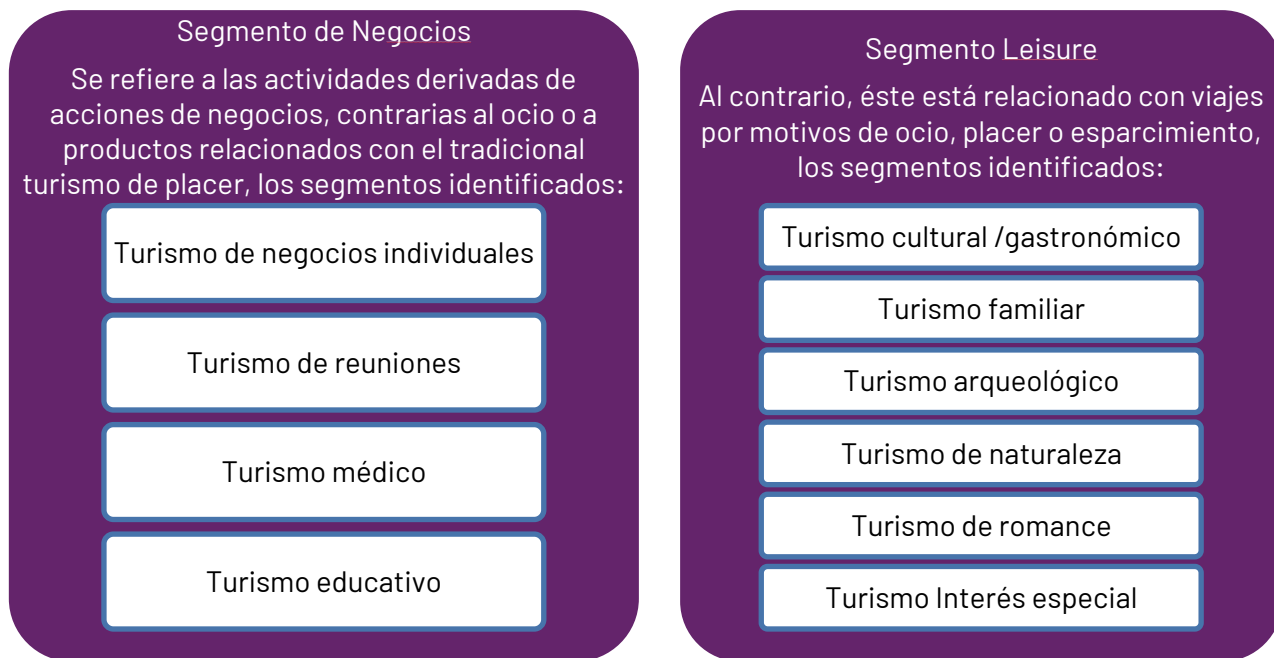 Segmento de Negocios
Se refiere a las actividades derivadas de
acciones de negocios, contrarias al ocio o a
productos relacionados con el tradicional
turismo de placer, los segmentos identificados:
Turismo de negocios individuales
Turismo de reuniones
Turismo médico
Turismo educativo
Segmento Leisure
Al contrario, éste está relacionado con viajes
por motivos de ocio, placer o esparcimiento,
los segmentos identificados:
Turismo cultural /gastronómico
Turismo familiar
Turismo arqueológico
Turismo de naturaleza
Turismo de romance
Turismo Interés especial